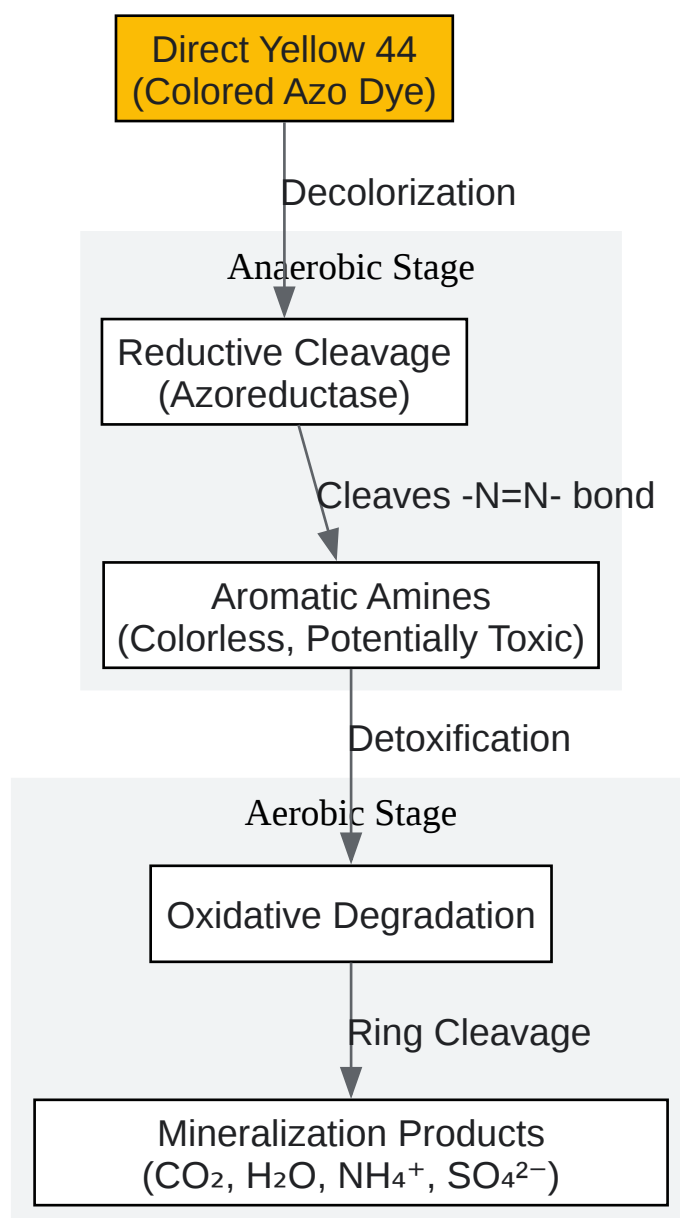 Direct Yellow 44
(Colored Azo Dye)
Decolorization
Anaerobic Stage
Reductive Cleavage
(Azoreductase)
Cleaves -N=N- bond
Aromatic Amines
(Colorless, Potentially Toxic)
Detoxification
Aerobic Stage
Oxidative Degradation
Ring Cleavage
Mineralization Products
(CO₂, H₂O, NH₄⁺, SO₄²⁻)